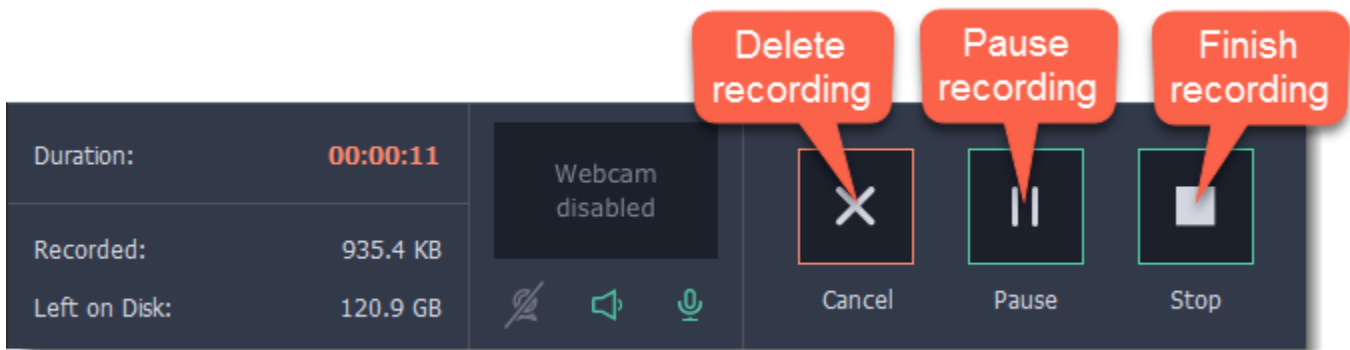 Delete
recording
Pause
recording
Finish
recording
Duration: 00:00:11
Recorded: 935.4 KB
Left on Disk: 120.9 GB
Webcam
disabled
Cancel
Pause
Stop